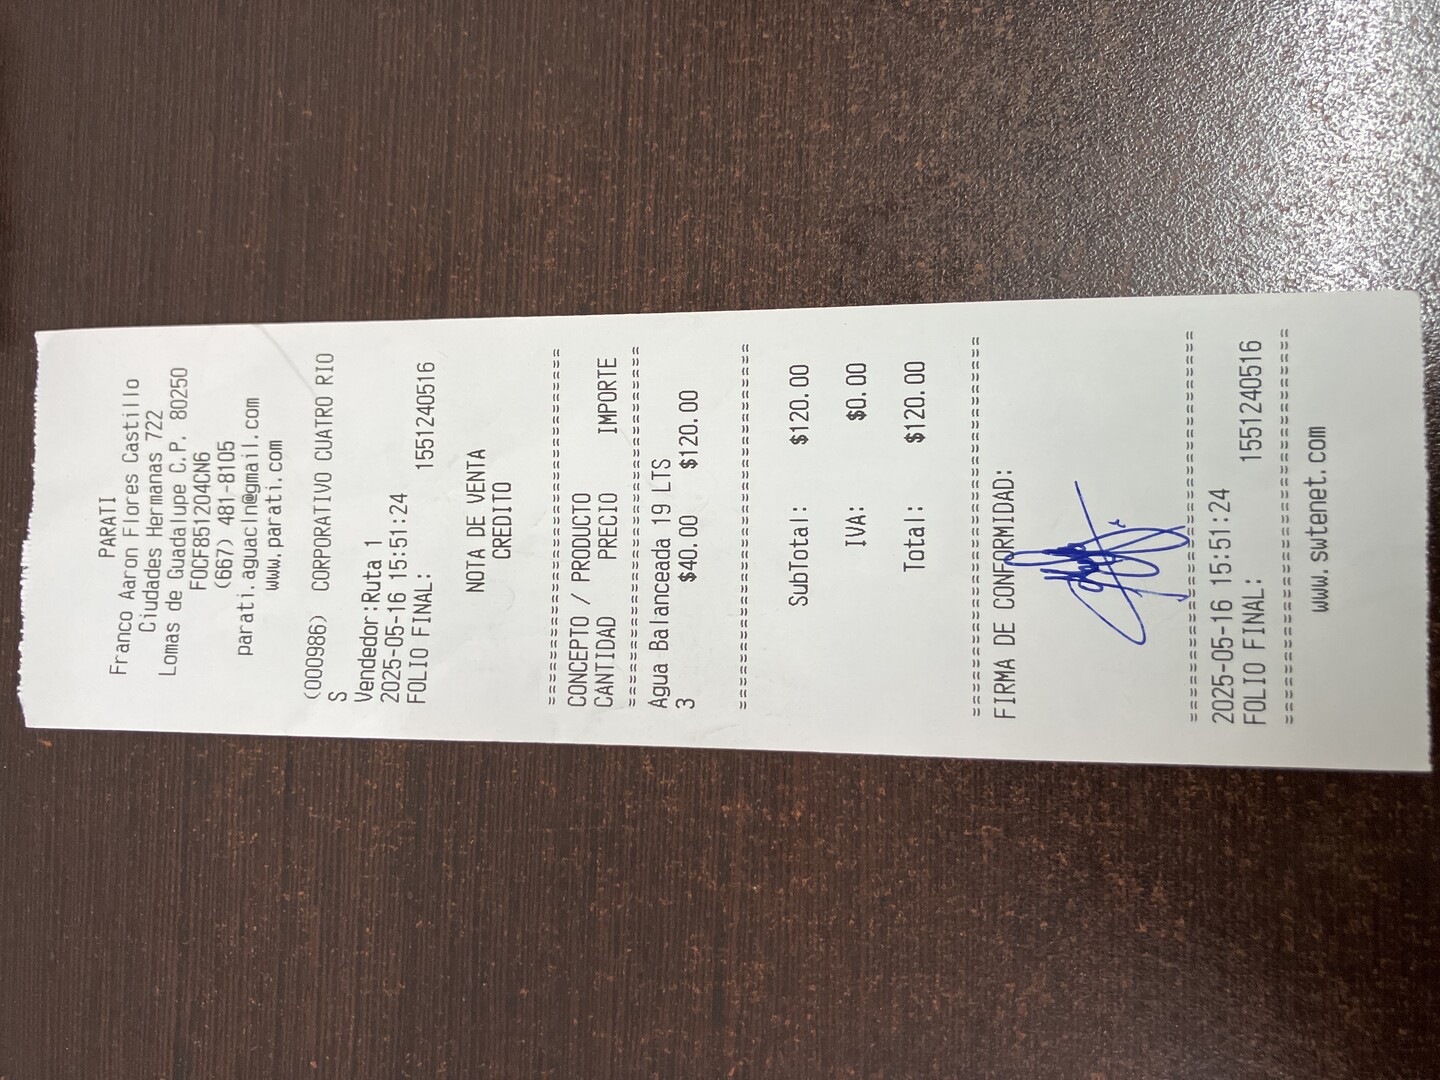 PARATI
Franco Aaron Flores Castillo
Ciudades Hermanas 722
Lomas de Guadalupe C.P. 80250
FOCF851204CN6
(667) 481-8105
parati.aguacln@gmail.com
www.parati.com
(000986) CORPORATIVO CUATRO RIO
S
Vendedor:Ruta 1
2025-05-16 15:51:24
FOLIO FINAL: 1551240516
NOTA DE VENTA
CREDITO
================================
CONCEPTO / PRODUCTO
CANTIDAD PRECIO IMPORTE
================================
Agua Balanceada 19 LTS
3 $40.00 $120.00
================================
SubTotal: $120.00
IVA: $0.00
Total: $120.00
================================
FIRMA DE CONFORMIDAD:
================================
2025-05-16 15:51:24
FOLIO FINAL: 1551240516
================================
www.swtenet.com